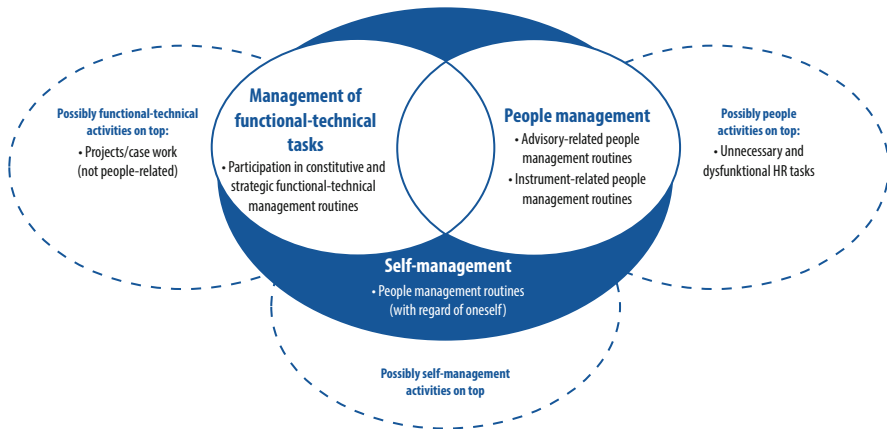 Possibly functional-technical
activities on top:
• Projects/case work
(not people-related)
Management of
functional-technical
tasks
• Participation in constitutive and
strategic functional-technical
management routines
People management
• Advisory-related people
management routines
• Instrument-related people
management routines
Possibly people
activities on top:
• Unnecessary and
dysfunktional HR tasks
Self-management
• People management routines
(with regard of oneself)
Possibly self-management
activities on top